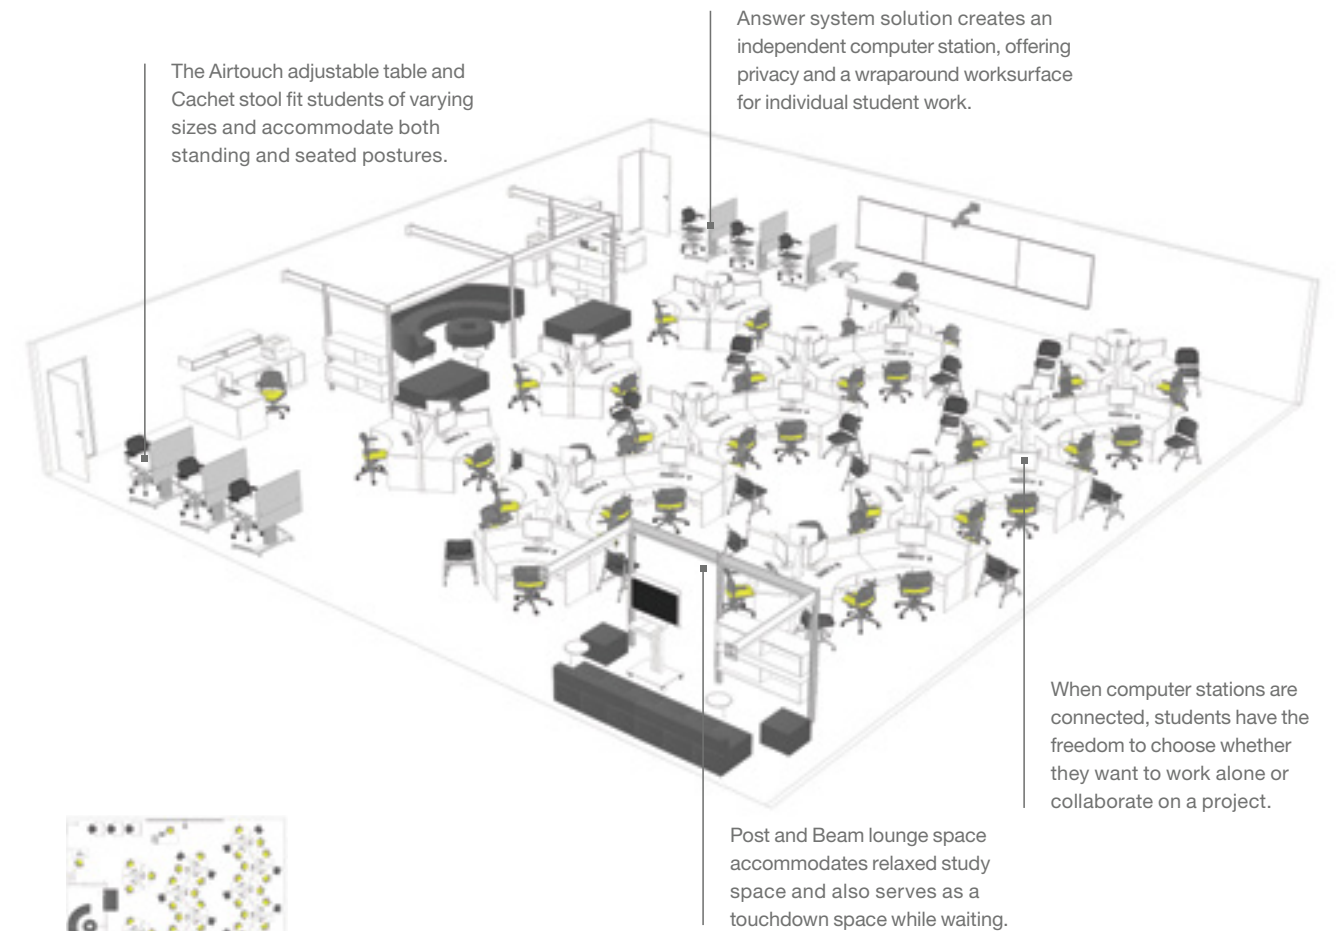 Answer system solution creates an
independent computer station, offering
privacy and a wraparound worksurface
for individual student work.
The Airtouch adjustable table and
Cachet stool fit students of varying
sizes and accommodate both
standing and seated postures.
When computer stations are
connected, students have the
freedom to choose whether
they want to work alone or
collaborate on a project.
Post and Beam lounge space
accommodates relaxed study
space and also serves as a
touchdown space while waiting.